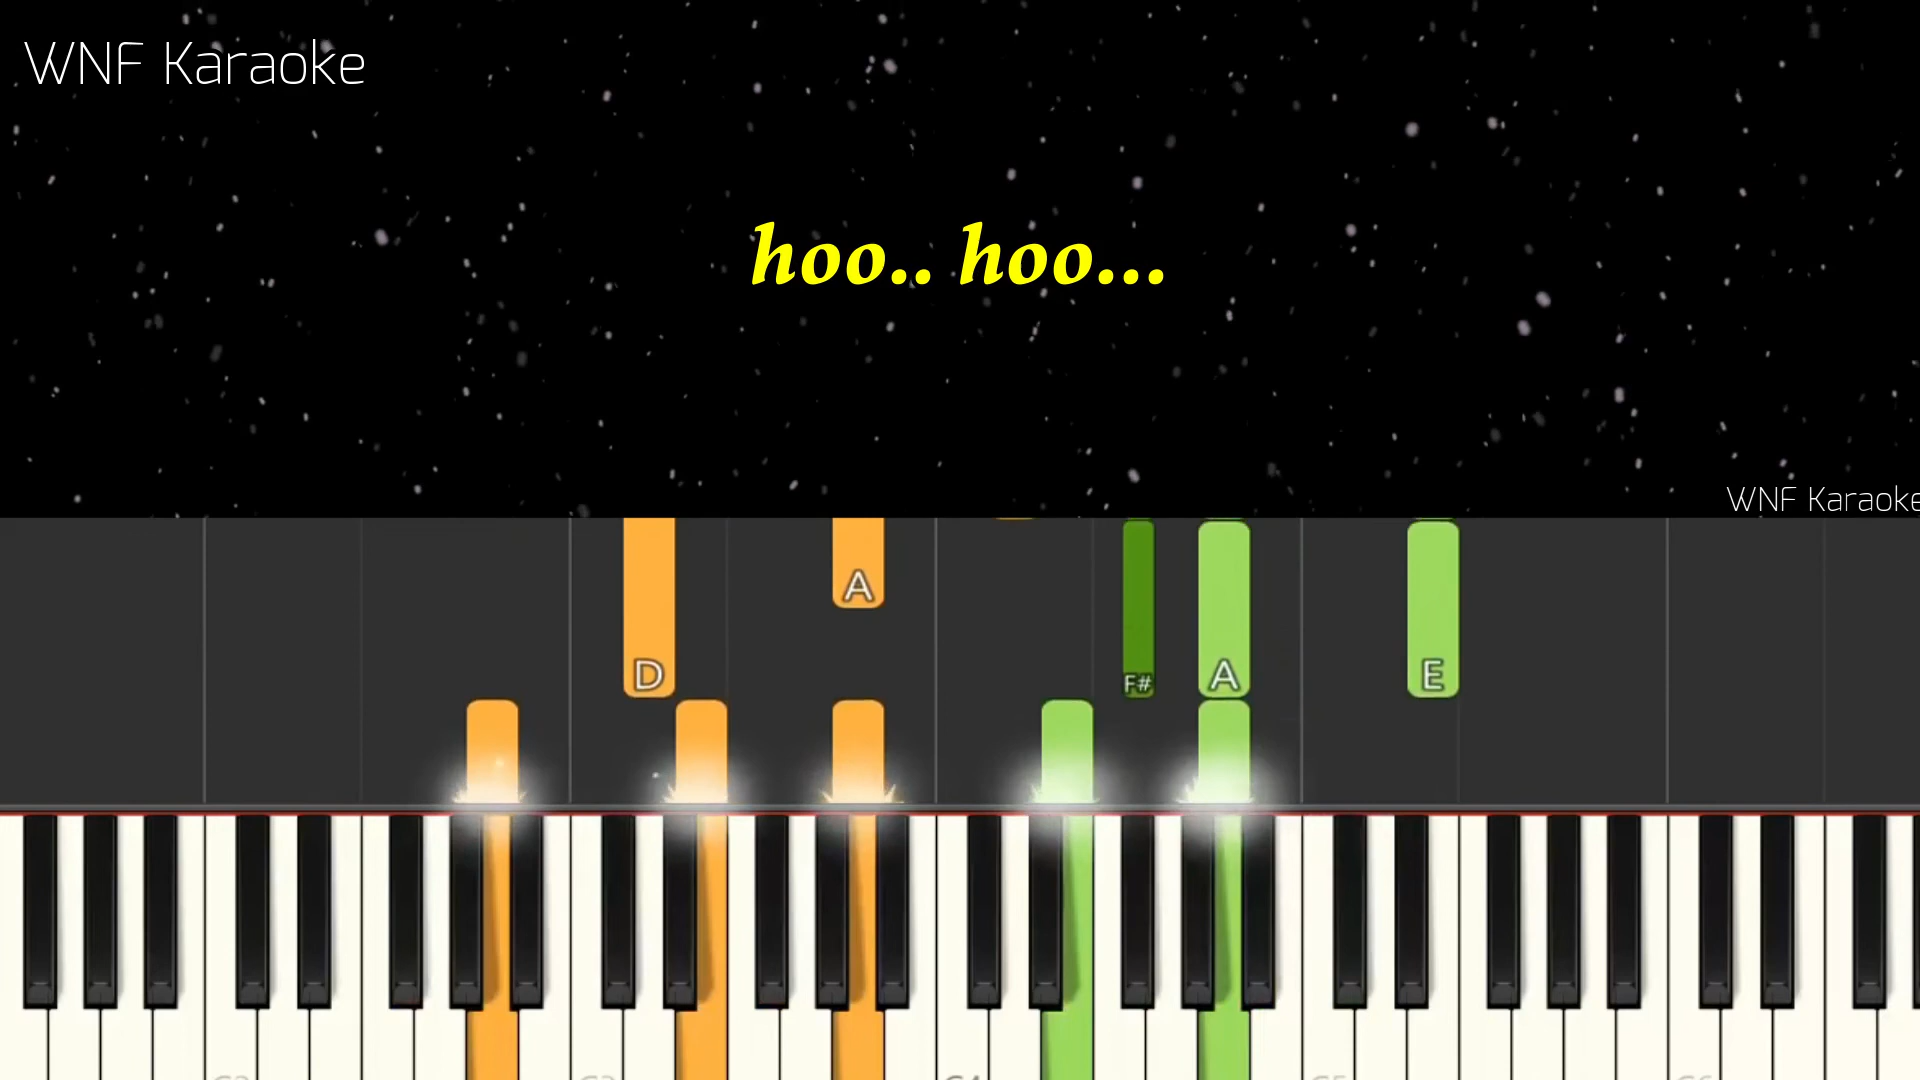 WNF Karaoke
hoo.. hoo...
WNF Karaoke
A
D F# A E